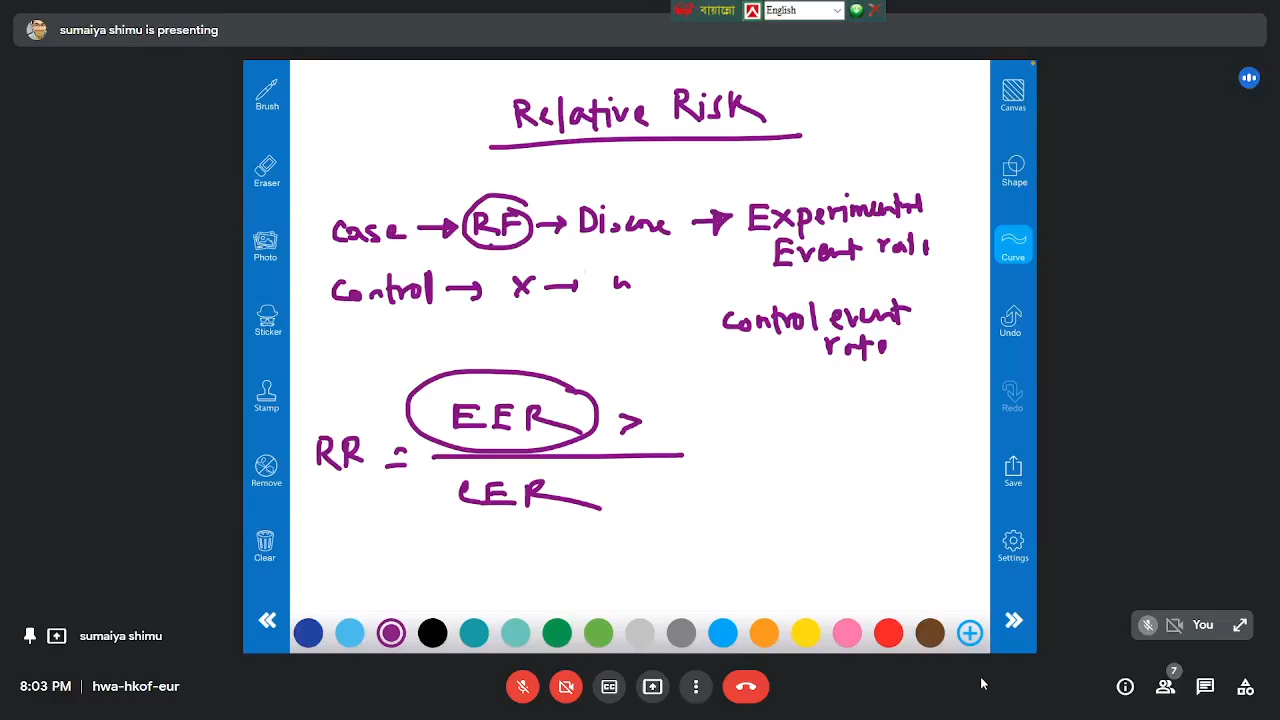 বায়ান্নো English
sumaiya shimu is presenting
Brush
Eraser
Photo
Sticker
Stamp
Remove
Clear
Relative Risk
case → RF → Disease → Experimental
Event rate
control → X → "
control event
rate
RR = EER >
CER
Canvas
Shape
Curve
Undo
Redo
Save
Settings
sumaiya shimu
You
8:03 PM | hwa-hkof-eur
7